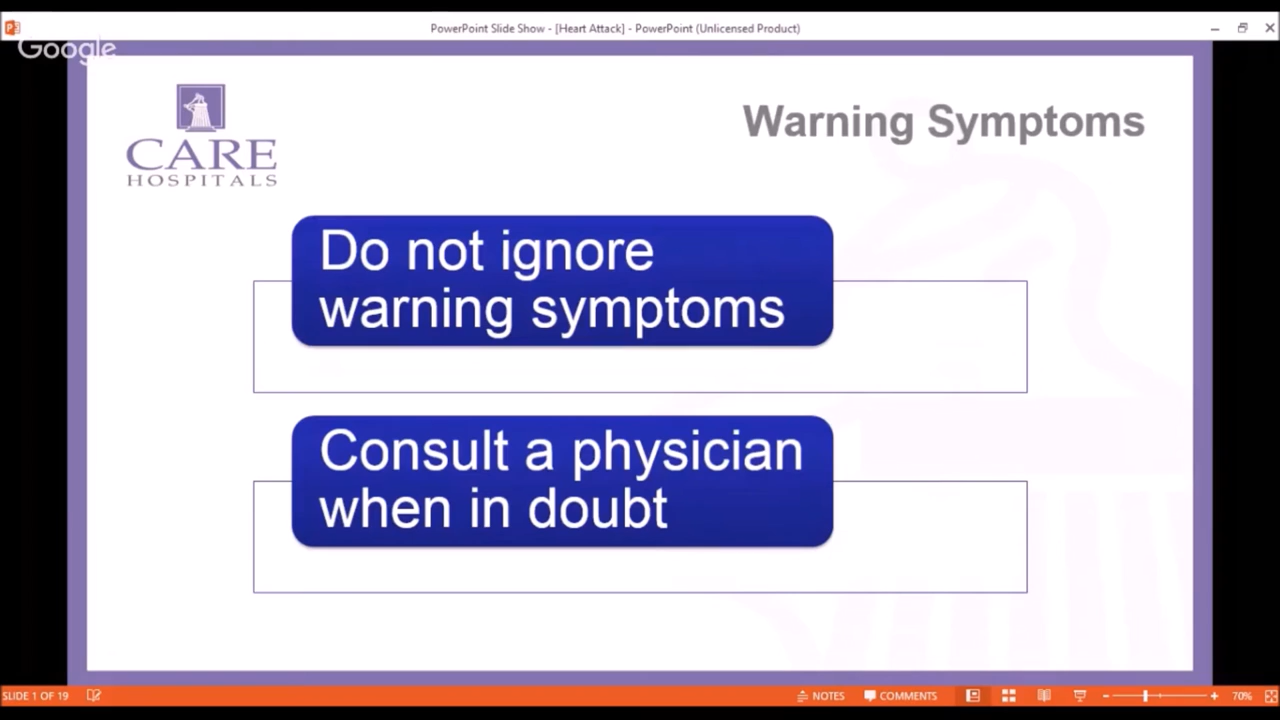 PowerPoint Slide Show - [Heart Attack] - PowerPoint (Unlicensed Product)
Google
CARE
HOSPITALS
Warning Symptoms
Do not ignore
warning symptoms
Consult a physician
when in doubt
SLIDE 1 OF 19
NOTES
COMMENTS
70%